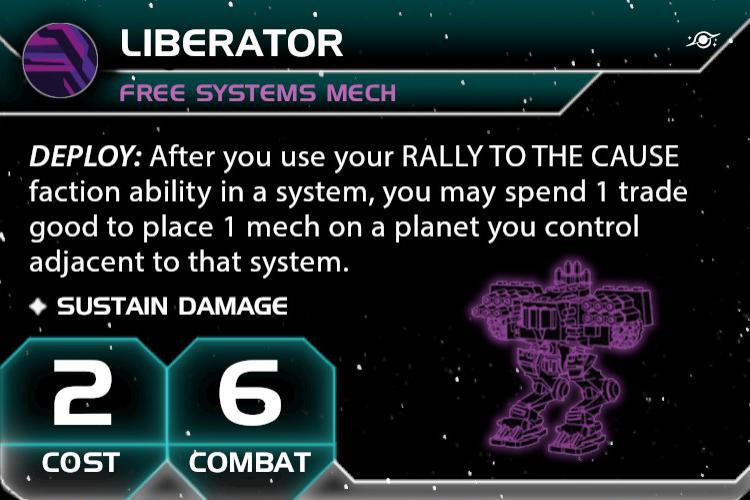 LIBERATOR
FREE SYSTEMS MECH
DEPLOY: After you use your RALLY TO THE CAUSE
faction ability in a system, you may spend 1 trade
good to place 1 mech on a planet you control
adjacent to that system.
SUSTAIN DAMAGE
2 6
COST COMBAT